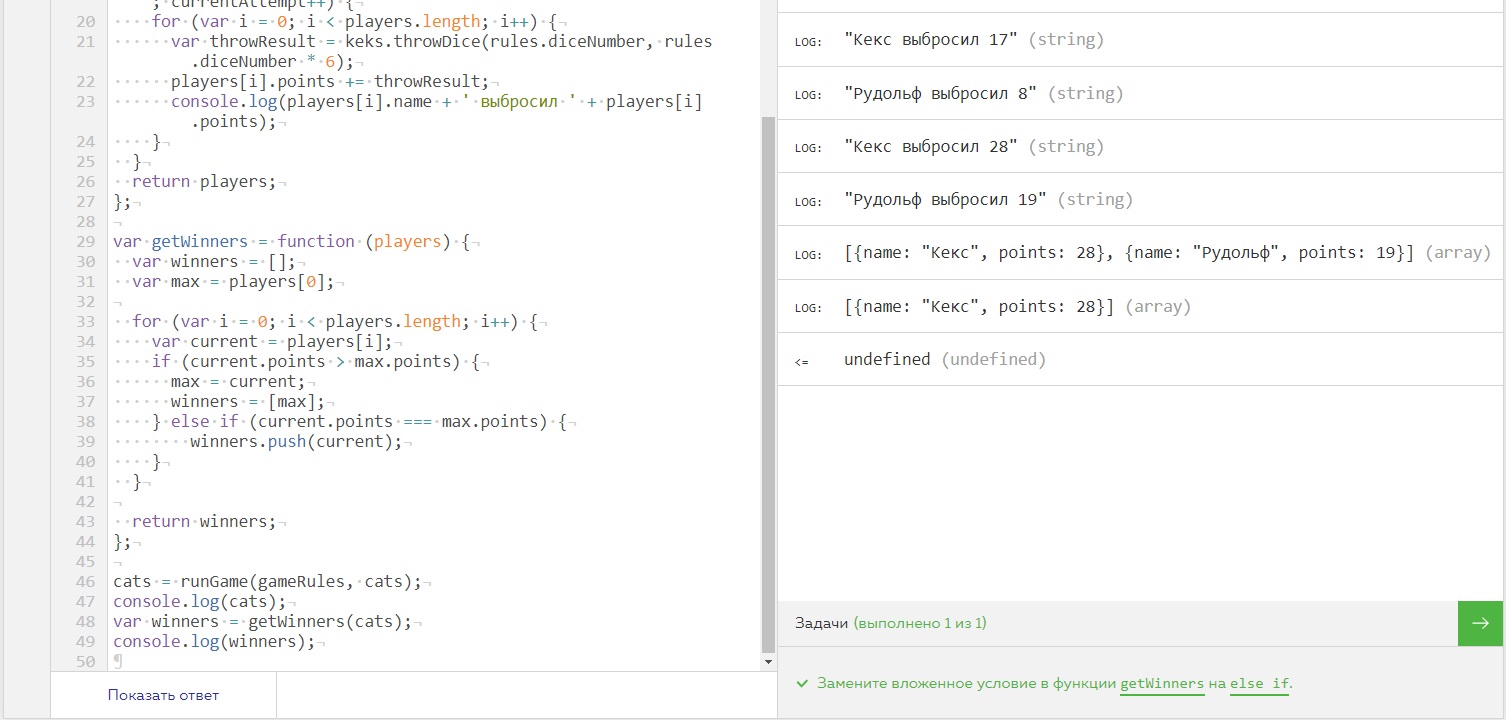 ; currentAttempt++) {
20 for (var i = 0; i < players.length; i++) {
21 var throwResult = keks.throwDice(rules.diceNumber, rules
.diceNumber * 6);
22 players[i].points += throwResult;
23 console.log(players[i].name + ' выбросил ' + players[i]
.points);
24 }
25 }
26 return players;
27 };
28
29 var getWinners = function (players) {
30 var winners = [];
31 var max = players[0];
32
33 for (var i = 0; i < players.length; i++) {
34 var current = players[i];
35 if (current.points > max.points) {
36 max = current;
37 winners = [max];
38 } else if (current.points === max.points) {
39 winners.push(current);
40 }
41 }
42
43 return winners;
44 };
45
46 cats = runGame(gameRules, cats);
47 console.log(cats);
48 var winners = getWinners(cats);
49 console.log(winners);
50
Показать ответ
LOG: "Кекс выбросил 17" (string)
LOG: "Рудольф выбросил 8" (string)
LOG: "Кекс выбросил 28" (string)
LOG: "Рудольф выбросил 19" (string)
LOG: [{name: "Кекс", points: 28}, {name: "Рудольф", points: 19}] (array)
LOG: [{name: "Кекс", points: 28}] (array)
<= undefined (undefined)
Задачи (выполнено 1 из 1)
Замените вложенное условие в функции getWinners на else if.